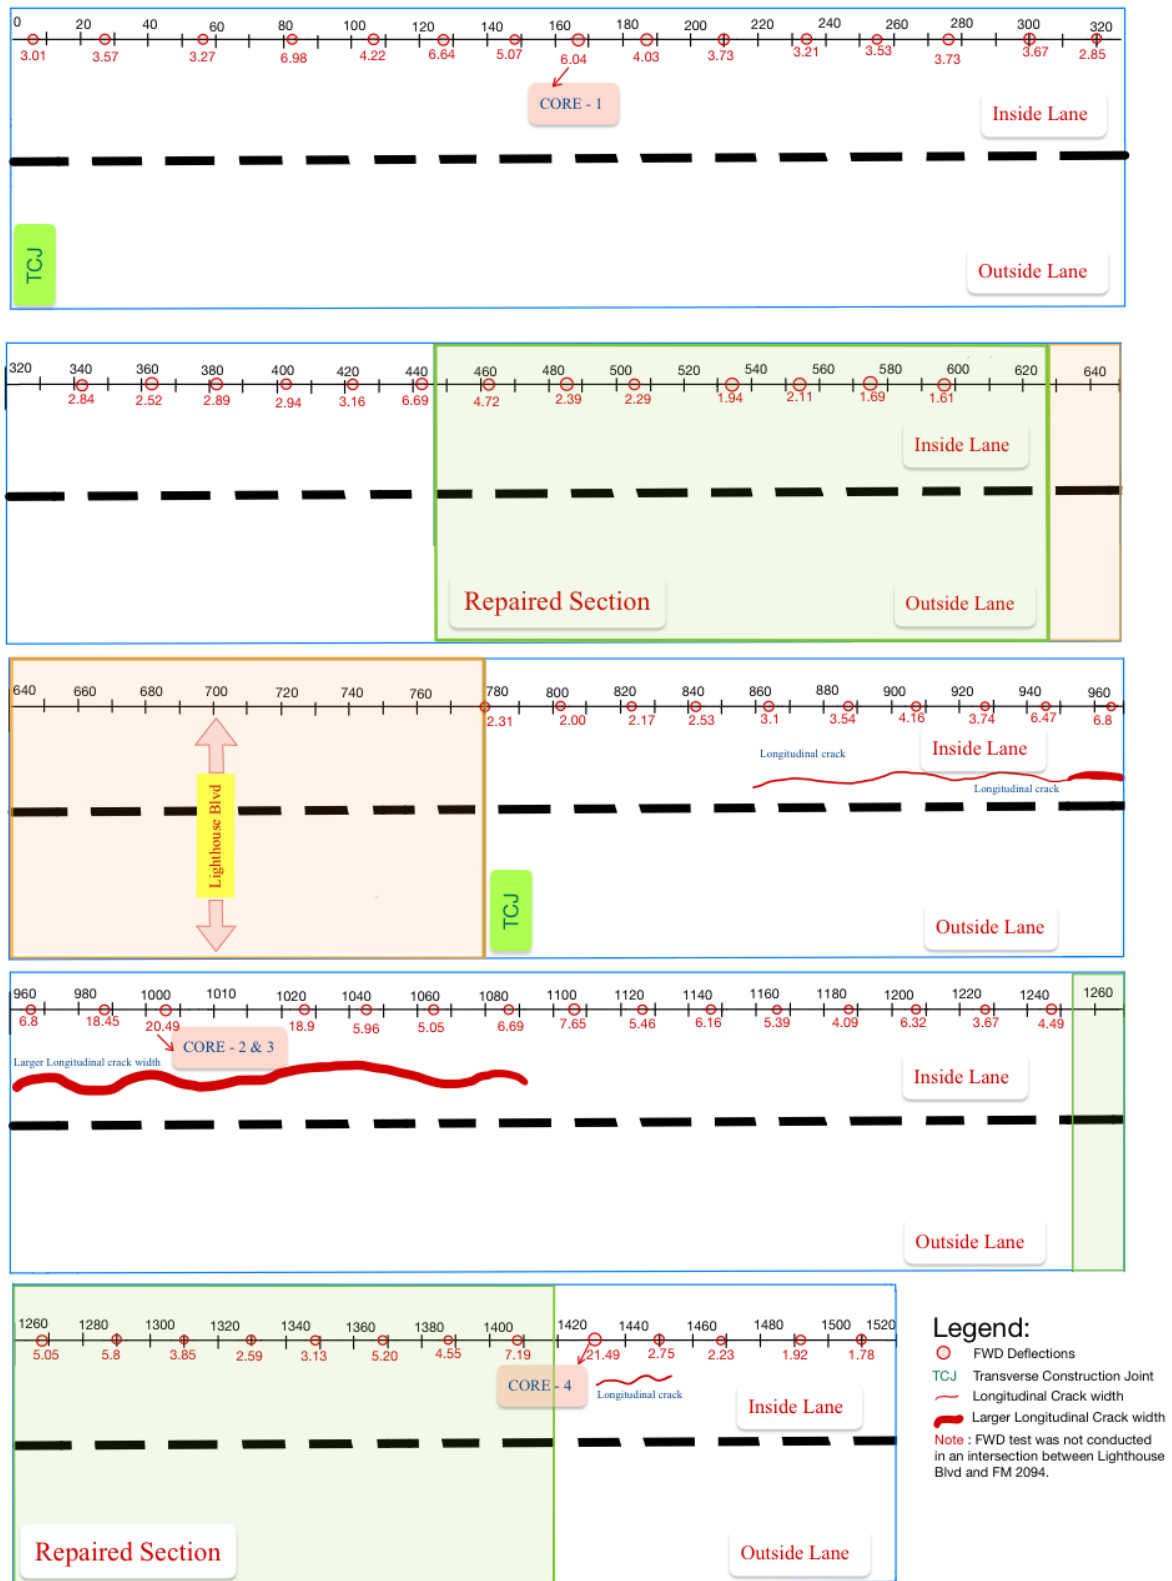 0 20 40 60 80 100 120 140 160 180 200 220 240 260 280 300 320
3.01 3.57 3.27 6.98 4.22 6.64 5.07 6.04 4.03 3.73 3.21 3.53 3.73 3.67 2.85
CORE - 1
Inside Lane
TCJ
Outside Lane
320 340 360 380 400 420 440 460 480 500 520 540 560 580 600 620 640
2.84 2.52 2.89 2.94 3.16 6.69 4.72 2.39 2.29 1.94 2.11 1.69 1.61
Inside Lane
Repaired Section
Outside Lane
640 660 680 700 720 740 760 780 800 820 840 860 880 900 920 940 960
2.31 2.00 2.17 2.53 3.1 3.54 4.16 3.74 6.47 6.8
Longitudinal crack
Inside Lane
Longitudinal crack
Lighthouse Blvd
TCJ
Outside Lane
960 980 1000 1010 1020 1040 1060 1080 1100 1120 1140 1160 1180 1200 1220 1240 1260
6.8 18.45 20.49 18.9 5.96 5.05 6.69 7.65 5.46 6.16 5.39 4.09 6.32 3.67 4.49
CORE - 2 & 3
Larger Longitudinal crack width
Inside Lane
Outside Lane
1260 1280 1300 1320 1340 1360 1380 1400 1420 1440 1460 1480 1500 1520
5.05 5.8 3.85 2.59 3.13 5.20 4.55 7.19 21.49 2.75 2.23 1.92 1.78
CORE - 4
Longitudinal crack
Inside Lane
Repaired Section
Outside Lane
Legend:
FWD Deflections
TCJ Transverse Construction Joint
Longitudinal Crack width
Larger Longitudinal Crack width
Note : FWD test was not conducted
in an intersection between Lighthouse
Blvd and FM 2094.